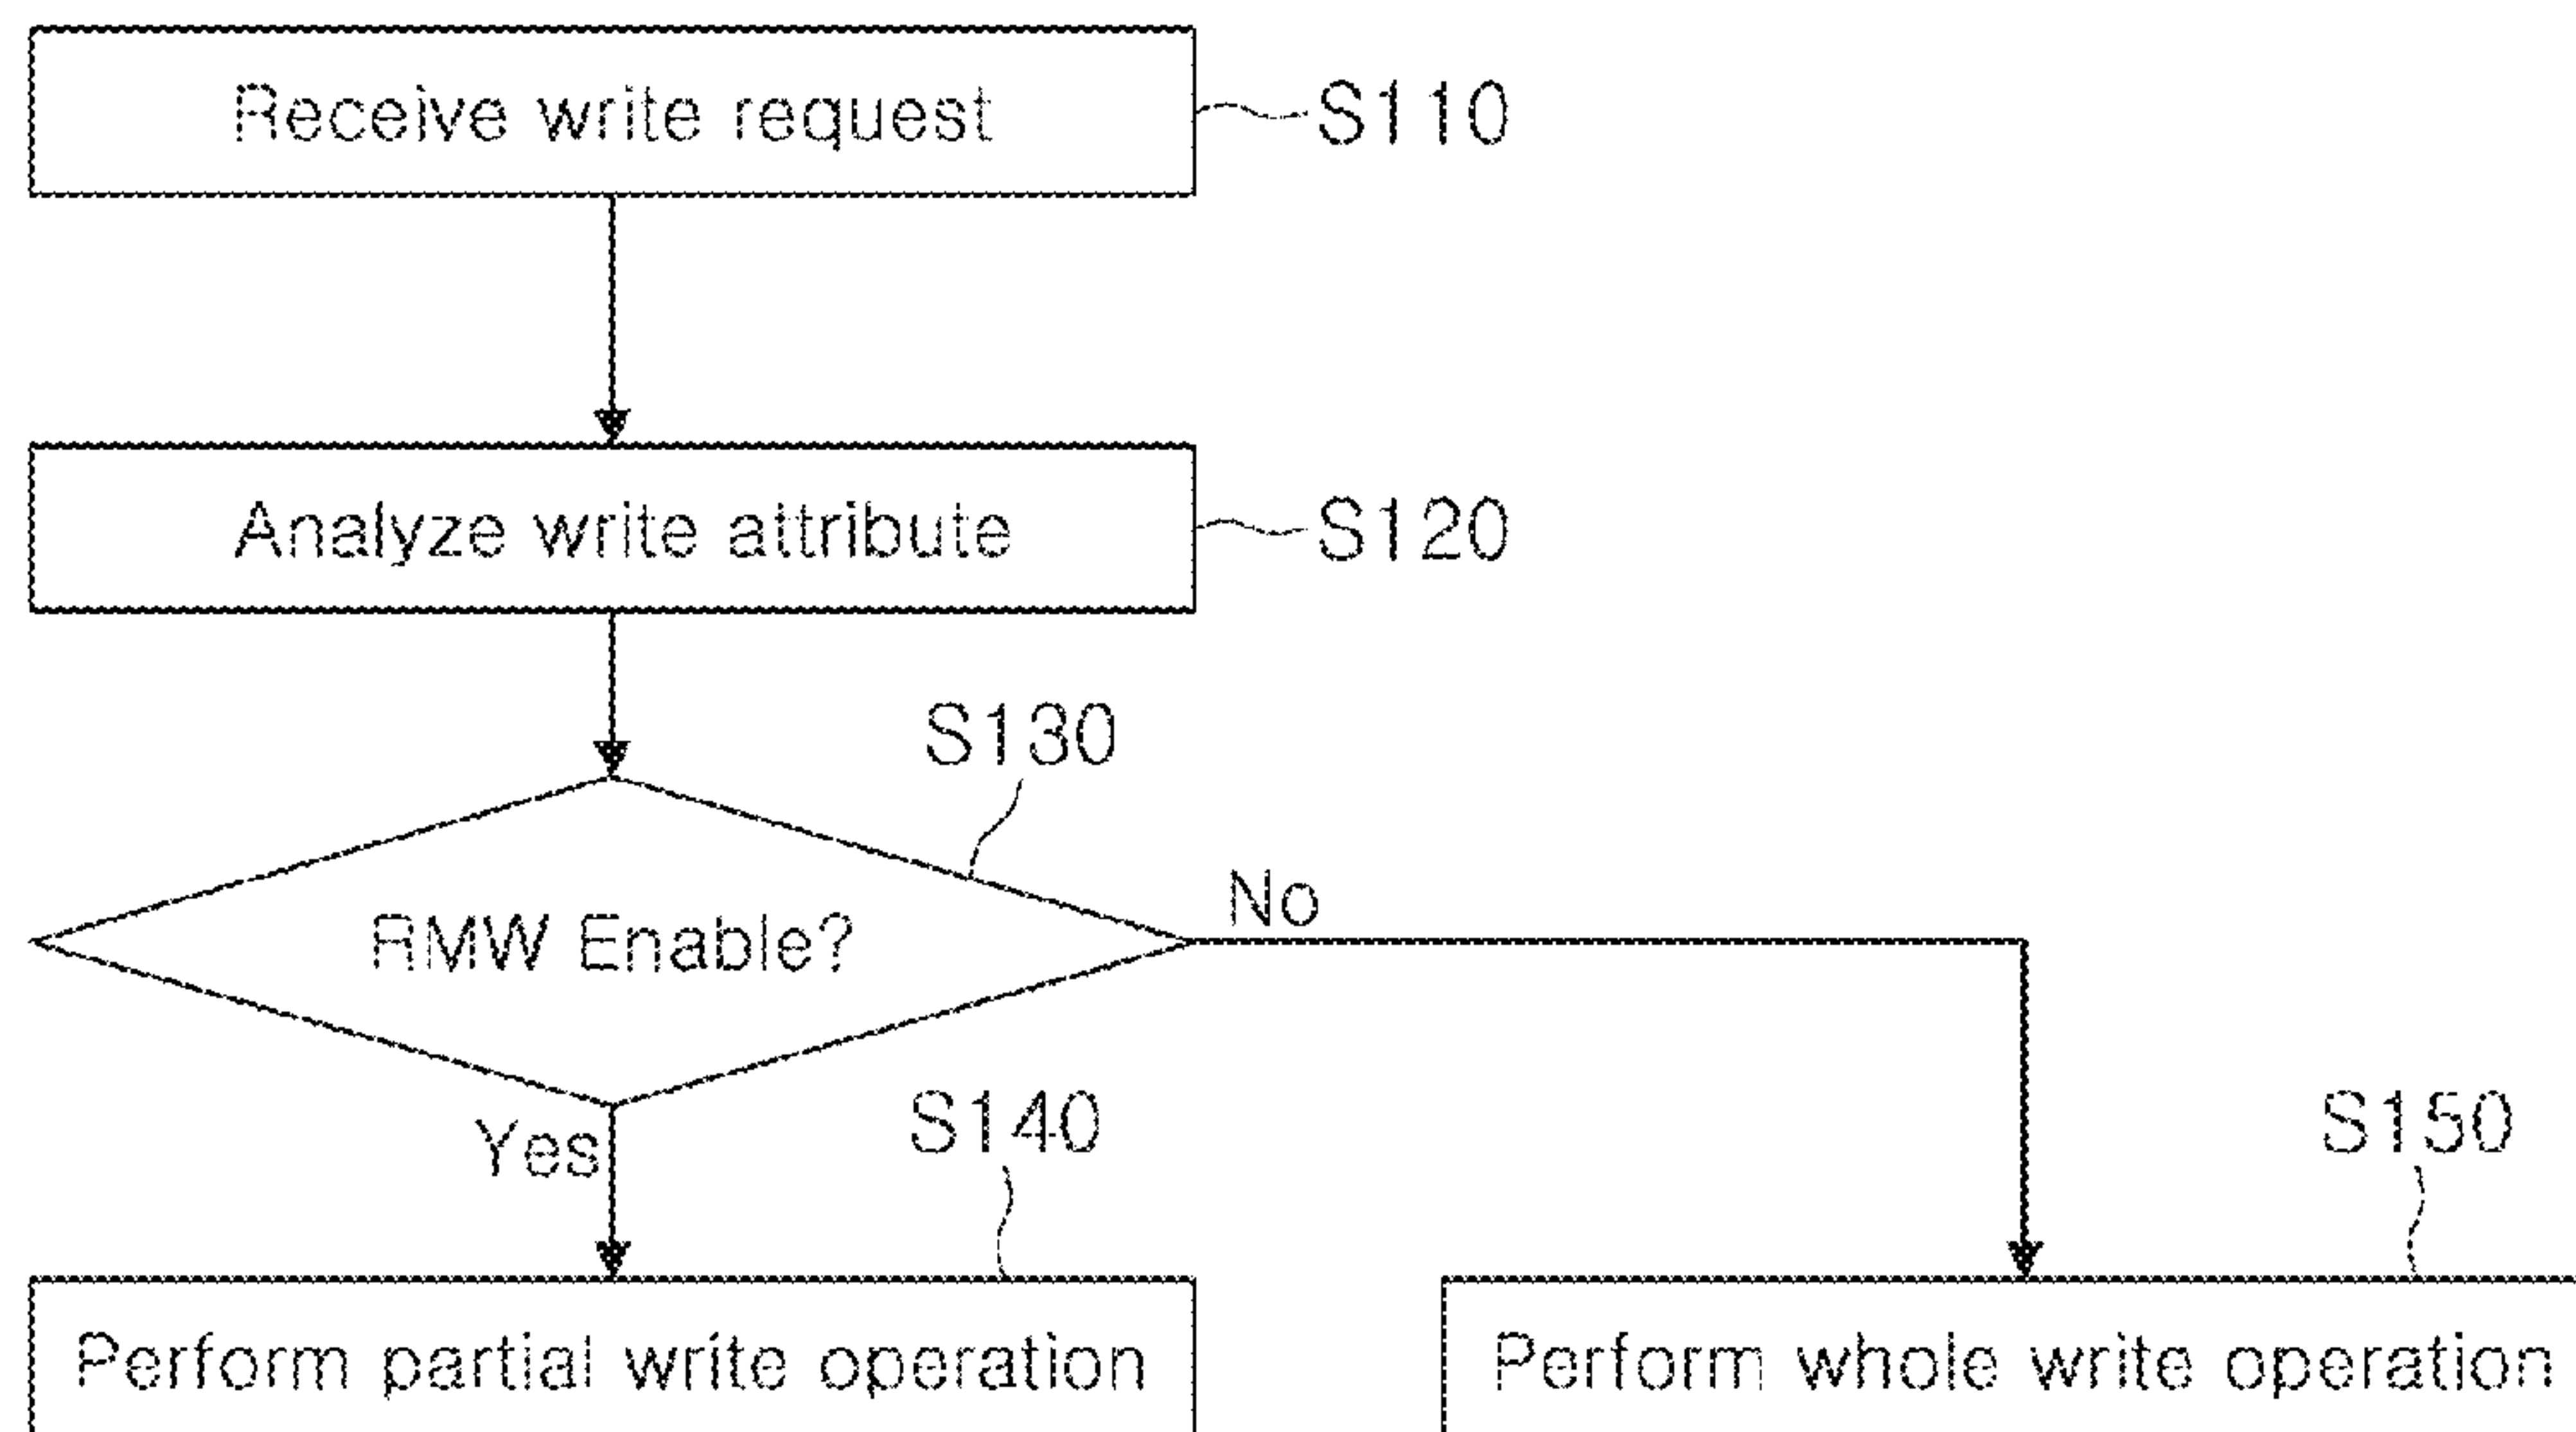 Receive write request
S110
Analyze write attribute
S120
S130
RMW Enable?
No
Yes
S140
S150
Perform partial write operation
Perform whole write operation